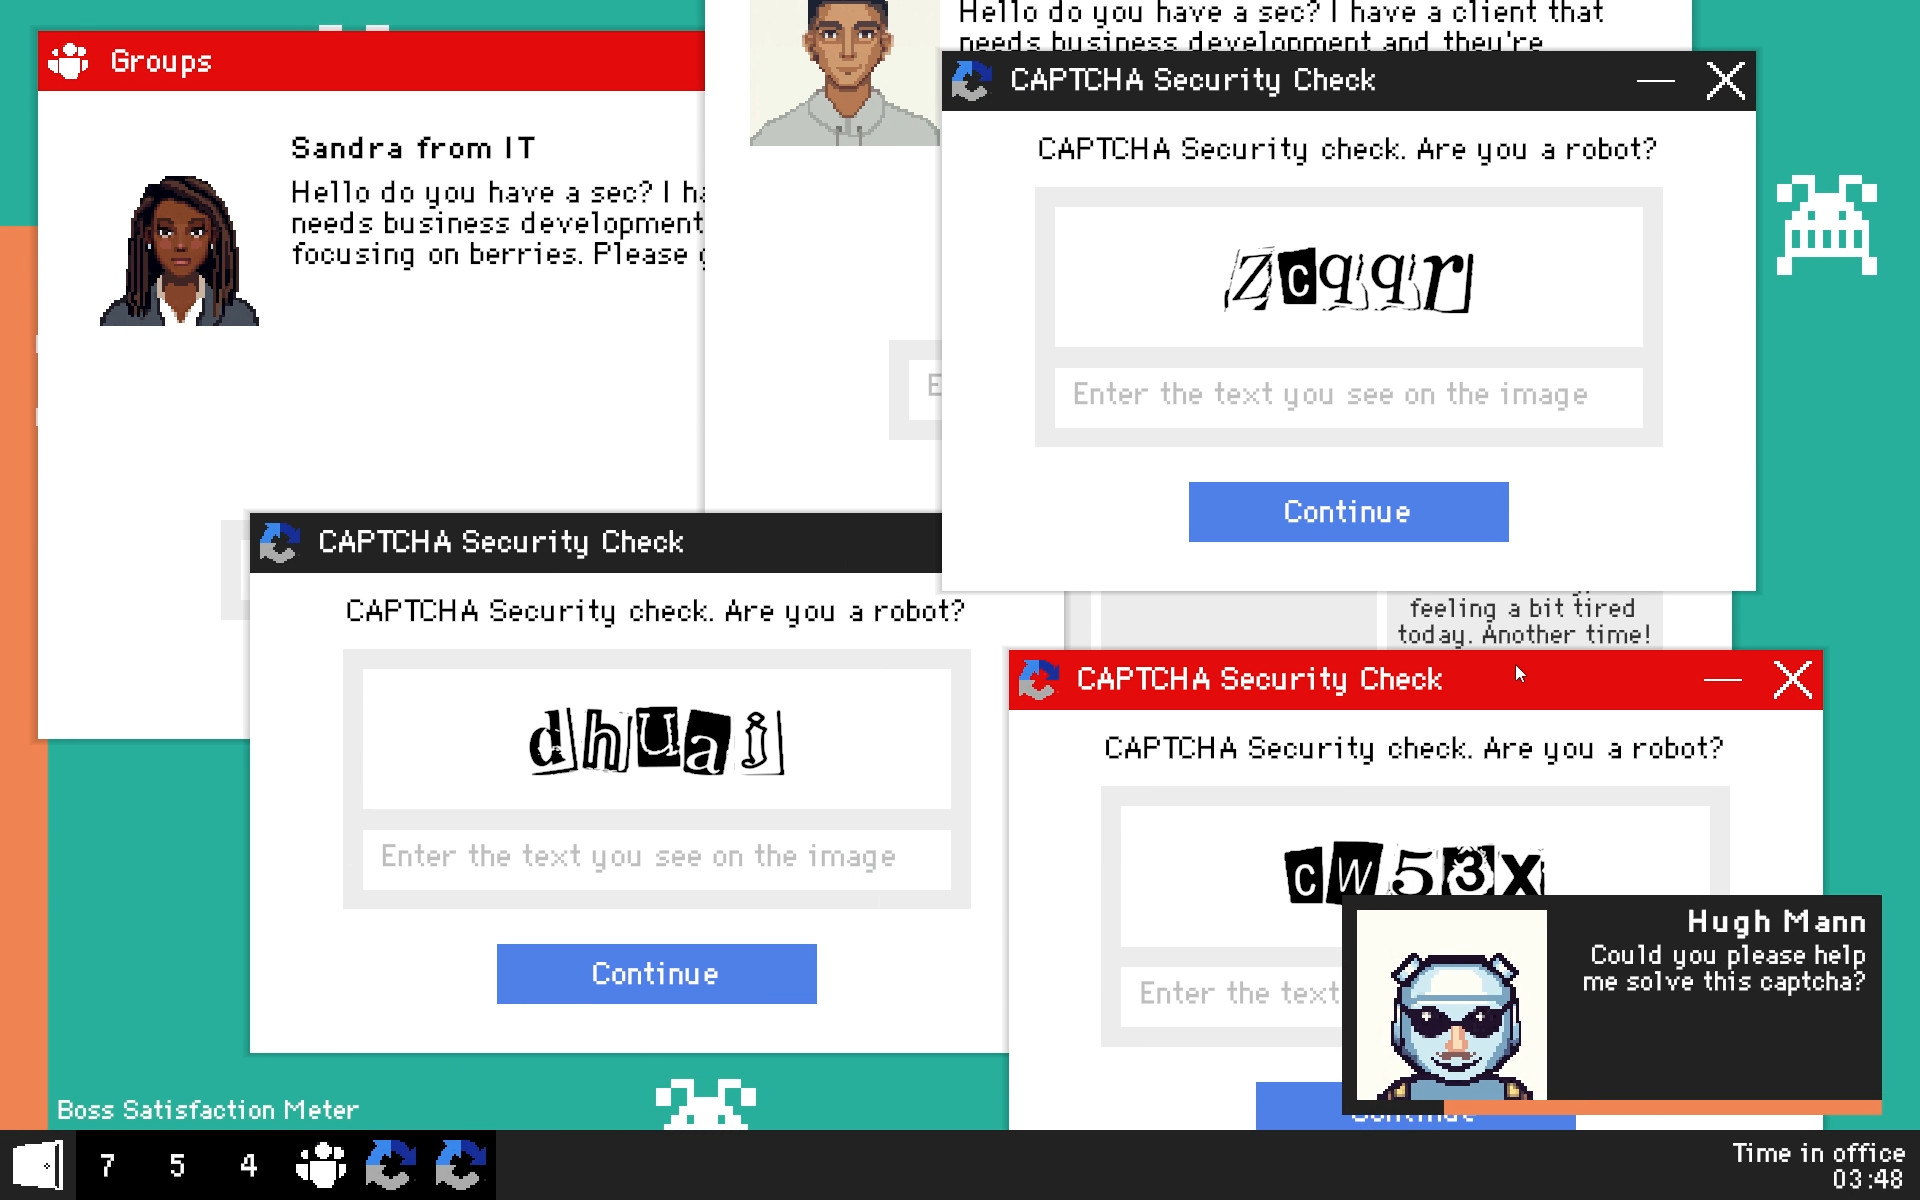 Groups
Sandra from IT
Hello do you have a sec? I ha
needs business development
focusing on berries. Please
Hello do you have a sec? I have a client that
needs business development and they're
CAPTCHA Security Check
CAPTCHA Security check. Are you a robot?
zcqqr
Enter the text you see on the image
Continue
CAPTCHA Security Check
CAPTCHA Security check. Are you a robot?
dhuaj
Enter the text you see on the image
Continue
feeling a bit tired
today. Another time!
CAPTCHA Security Check
CAPTCHA Security check. Are you a robot?
cw53x
Enter the text
Continue
Hugh Mann
Could you please help
me solve this captcha?
Boss Satisfaction Meter
7 5 4
Time in office
03:48